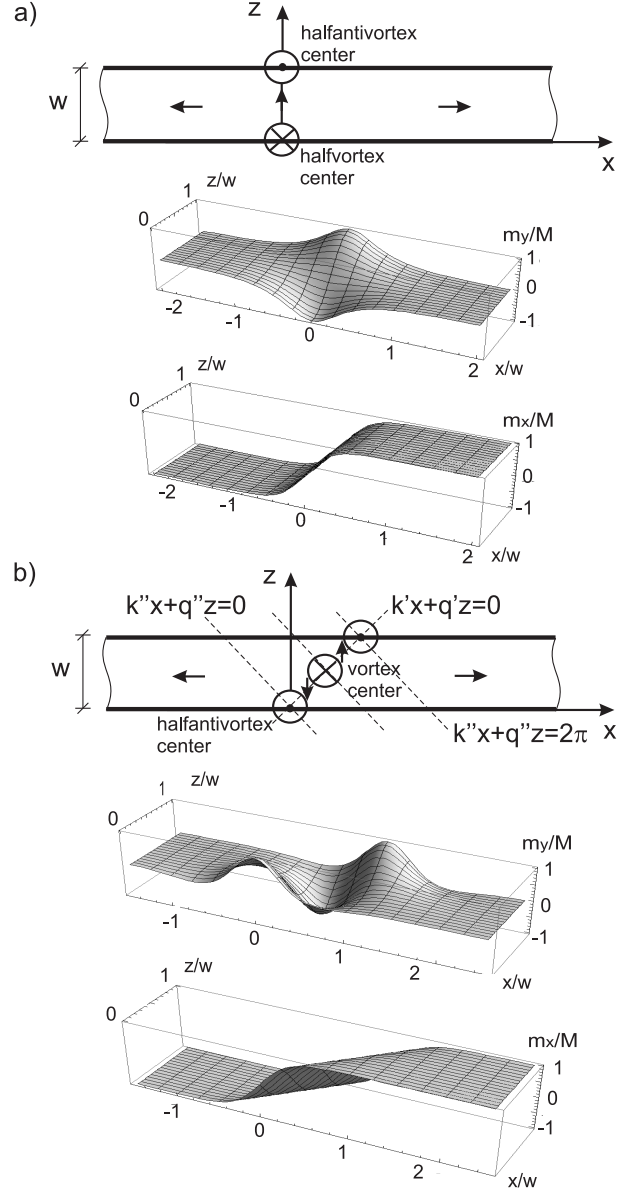 a)
z
halfantivortex
center
w
halfvortex
center
x
z/w
0
1
my/M
1
0
-1
-2
-1
0
1
2
x/w
z/w
0
1
mx/M
1
0
-1
-2
-1
0
1
2
x/w
b)
z
k''x+q''z=0
k'x+q'z=0
w
vortex
center
halfantivortex
center
x
k''x+q''z=2π
z/w
0
1
my/M
1
0
-1
-1
0
1
2
x/w
z/w
0
1
mx/M
1
0
-1
-1
0
1
2
x/w